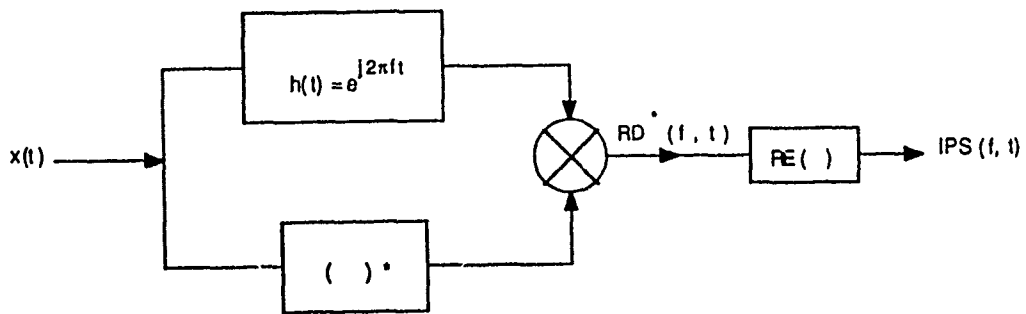 h(t) = e^j2πft
x(t)
RD* (f, t)
RE( )
IPS (f, t)
( )*